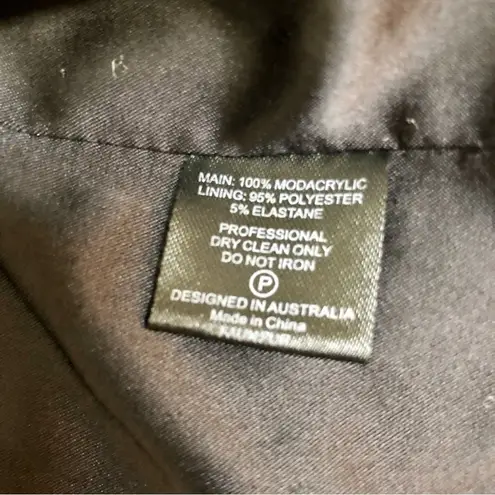 MAIN: 100% MODACRYLIC
LINING: 95% POLYESTER
5% ELASTANE
PROFESSIONAL
DRY CLEAN ONLY
DO NOT IRON
P
DESIGNED IN AUSTRALIA
Made in China